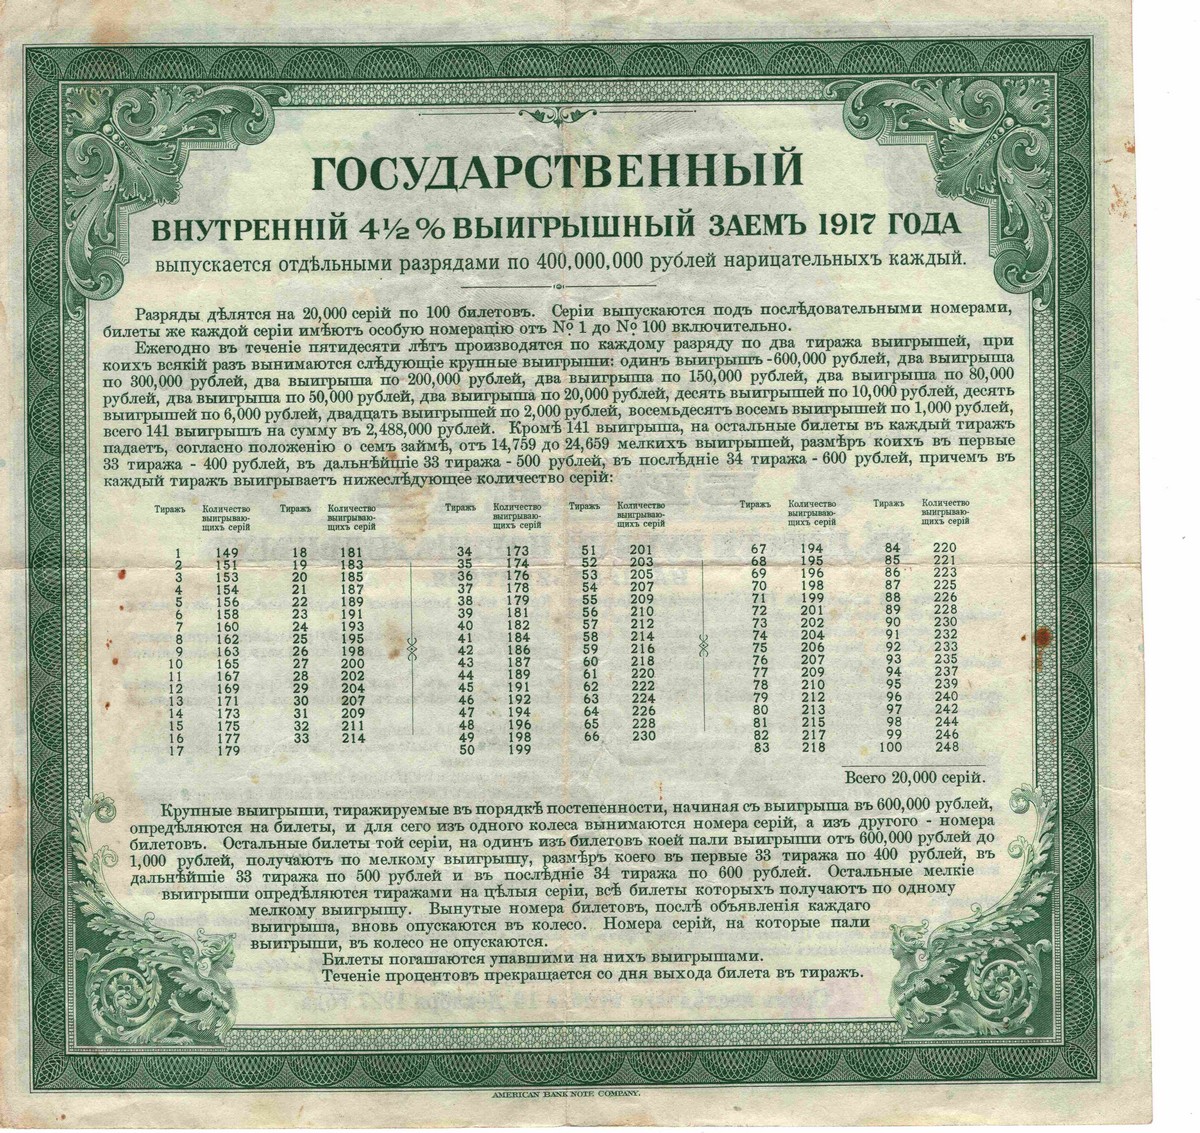 ГОСУДАРСТВЕННЫЙ
ВНУТРЕННІЙ 4½% ВЫИГРЫШНЫЙ ЗАЕМЪ 1917 ГОДА
выпускается отдѣльными разрядами по 400,000,000 рублей нарицательныхъ каждый.
Разряды дѣлятся на 20,000 серій по 100 билетовъ. Серіи выпускаются подъ послѣдовательными номерами,
билеты же каждой серіи имѣютъ особую номерацію отъ № 1 до № 100 включительно.
Ежегодно въ теченіе пятидесяти лѣтъ производятся по каждому разряду по два тиража выигрышей, при
коихъ всякій разъ вынимаются слѣдующіе крупные выигрыши: одинъ выигрышъ -600,000 рублей, два выигрыша
по 300,000 рублей, два выигрыша по 200,000 рублей, два выигрыша по 150,000 рублей, два выигрыша по 80,000
рублей, два выигрыша по 50,000 рублей, два выигрыша по 20,000 рублей, десять выигрышей по 10,000 рублей, десять
выигрышей по 6,000 рублей, двадцать выигрышей по 2,000 рублей, восемьдесятъ восемь выигрышей по 1,000 рублей,
всего 141 выигрышъ на сумму въ 2,488,000 рублей. Кромѣ 141 выигрыша, на остальные билеты въ каждый тиражъ
падаетъ, согласно положенію о семъ займѣ, отъ 14,759 до 24,659 мелкихъ выигрышей, размѣръ коихъ въ первые
33 тиража - 400 рублей, въ дальнѣйшіе 33 тиража - 500 рублей, въ послѣдніе 34 тиража - 600 рублей, причемъ въ
каждый тиражъ выигрываетъ нижеслѣдующее количество серій:
Тиражъ Количество выигрываю- щихъ серій Тиражъ Количество выигрываю- щихъ серій Тиражъ Количество выигрываю- щихъ серій Тиражъ Количество выигрываю- щихъ серій Тиражъ Количество выигрываю- щихъ серій Тиражъ Количество выигрываю- щихъ серій
1 149 18 181 34 173 51 201 67 194 84 220
2 151 19 183 35 174 52 203 68 195 85 221
3 153 20 185 36 176 53 205 69 196 86 223
4 154 21 187 37 178 54 207 70 198 87 225
5 156 22 189 38 179 55 209 71 199 88 226
6 158 23 191 39 181 56 210 72 201 89 228
7 160 24 193 40 182 57 212 73 202 90 230
8 162 25 195 41 184 58 214 74 204 91 232
9 163 26 198 42 186 59 216 75 206 92 233
10 165 27 200 43 187 60 218 76 207 93 235
11 167 28 202 44 189 61 220 77 209 94 237
12 169 29 204 45 191 62 222 78 210 95 239
13 171 30 207 46 192 63 224 79 212 96 240
14 173 31 209 47 194 64 226 80 213 97 242
15 175 32 211 48 196 65 228 81 215 98 244
16 177 33 214 49 198 66 230 82 217 99 246
17 179 50 199 83 218 100 248
Всего 20,000 серій.
Крупные выигрыши, тиражируемые въ порядкѣ постепенности, начиная съ выигрыша въ 600,000 рублей,
опредѣляются на билеты, и для сего изъ одного колеса вынимаются номера серій, а изъ другого - номера
билетовъ. Остальные билеты той серіи, на одинъ изъ билетовъ коей пали выигрыши отъ 600,000 рублей до
1,000 рублей, получаютъ по мелкому выигрышу, размѣръ коего въ первые 33 тиража по 400 рублей, въ
дальнѣйшіе 33 тиража по 500 рублей и въ послѣдніе 34 тиража по 600 рублей. Остальные мелкіе
выигрыши опредѣляются тиражами на цѣлыя серіи, всѣ билеты которыхъ получаютъ по одному
мелкому выигрышу. Вынутые номера билетовъ, послѣ объявленія каждаго
выигрыша, вновь опускаются въ колесо. Номера серій, на которые пали
выигрыши, въ колесо не опускаются.
Билеты погашаются упавшими на нихъ выигрышами.
Теченіе процентовъ прекращается со дня выхода билета въ тиражъ.
AMERICAN BANK NOTE COMPANY.